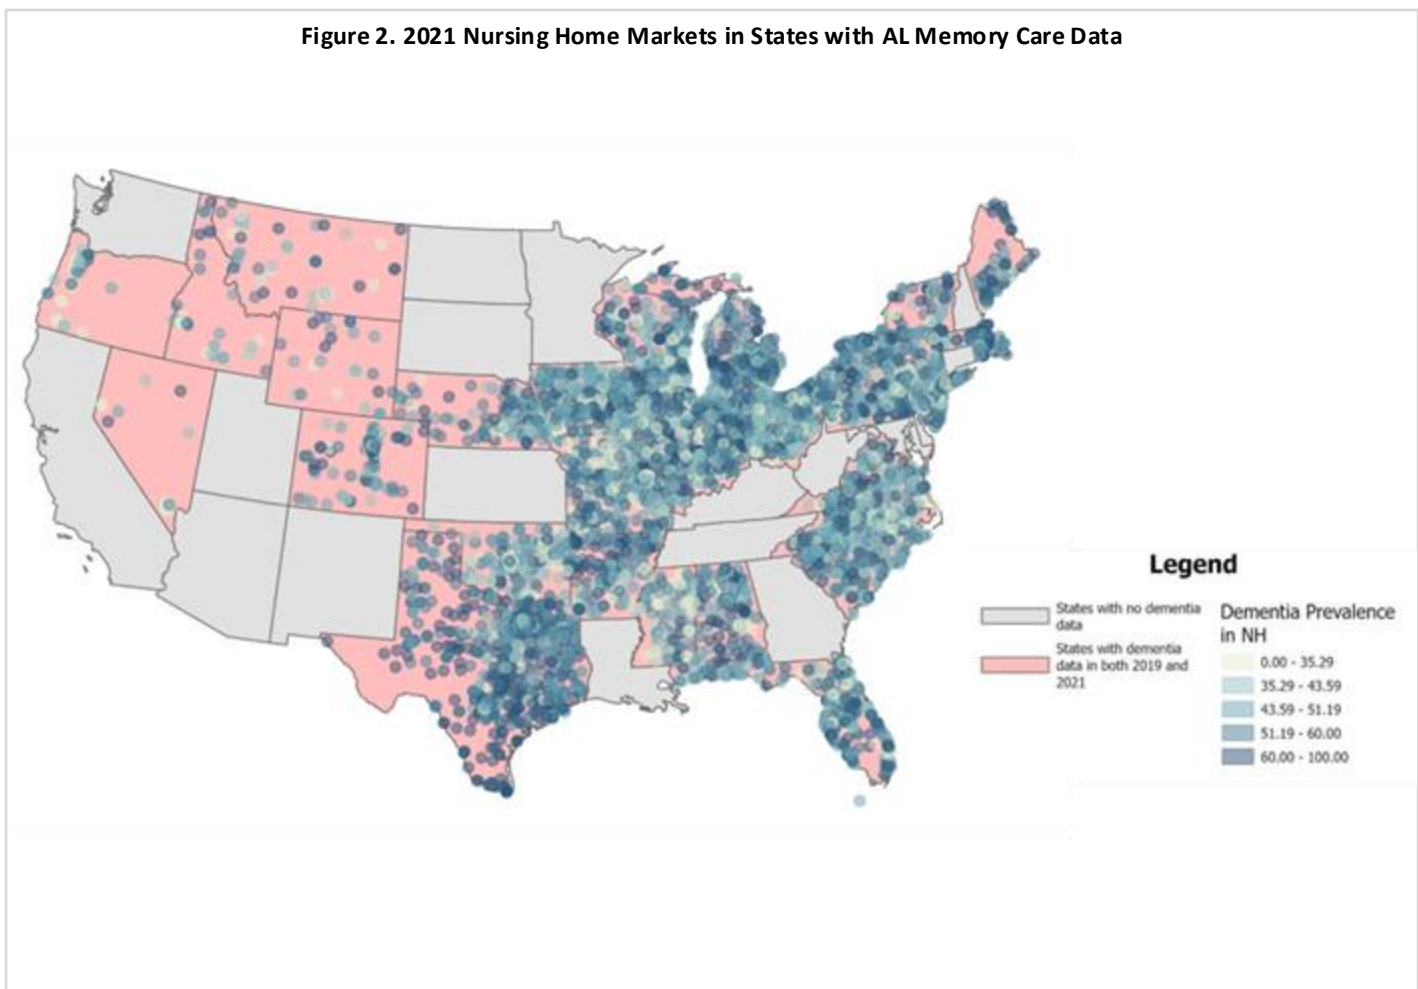 Figure 2. 2021 Nursing Home Markets in States with AL Memory Care Data
Legend
States with no dementia
data
States with dementia
data in both 2019 and
2021
Dementia Prevalence
in NH
0.00 - 35.29
35.29 - 43.59
43.59 - 51.19
51.19 - 60.00
60.00 - 100.00